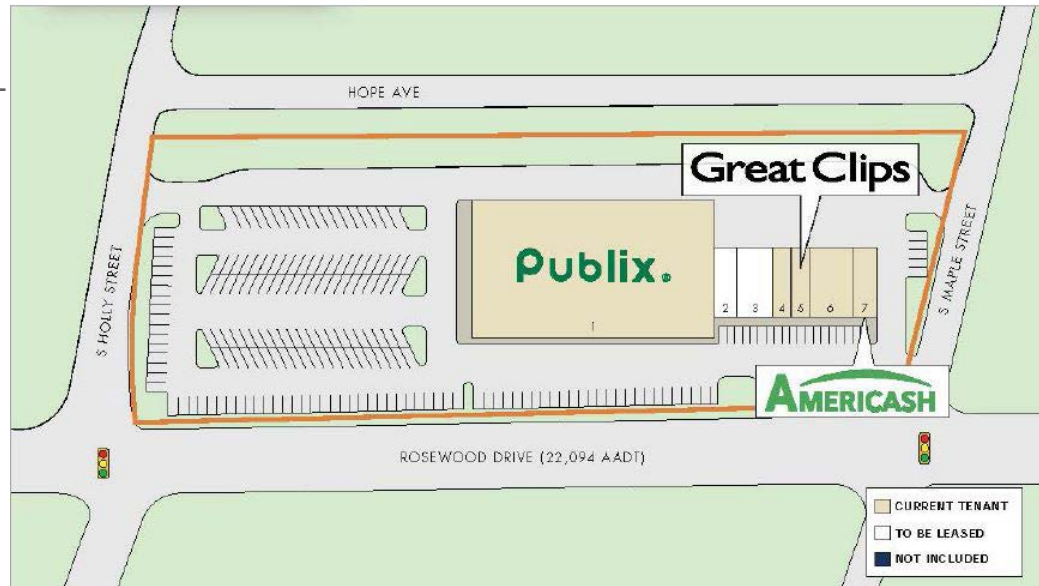 HOPE AVE
Great Clips
Publix®
S HOLLY STREET
S MAPLE STREET
2 3 4 5 6 7
1
AMERICASH
ROSEWOOD DRIVE (22,094 AADT)
CURRENT TENANT
TO BE LEASED
NOT INCLUDED